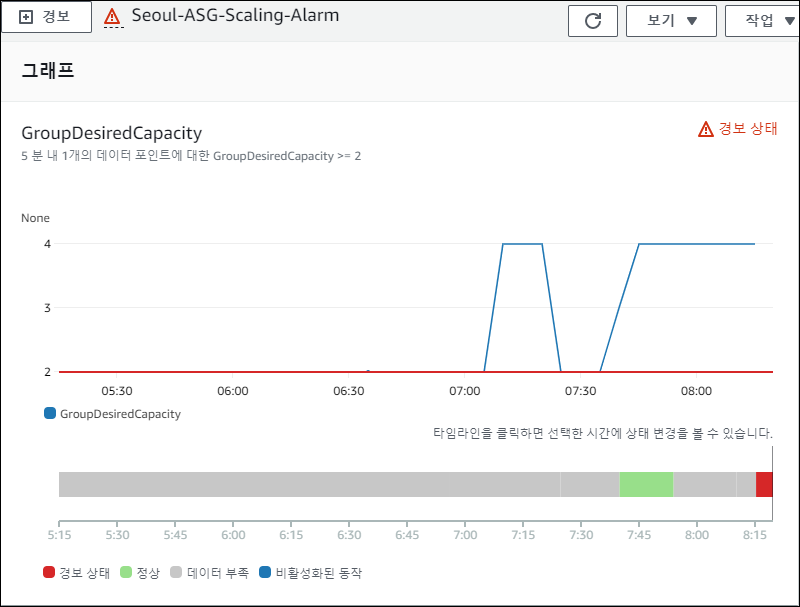 경보
Seoul-ASG-Scaling-Alarm
보기
작업
그래프
GroupDesiredCapacity
경보 상태
5 분 내 1개의 데이터 포인트에 대한 GroupDesiredCapacity >= 2
None
4
3
2
05:30 06:00 06:30 07:00 07:30 08:00
GroupDesiredCapacity
타임라인을 클릭하면 선택한 시간에 상태 변경을 볼 수 있습니다.
5:15 5:30 5:45 6:00 6:15 6:30 6:45 7:00 7:15 7:30 7:45 8:00 8:15
경보 상태 정상 데이터 부족 비활성화된 동작